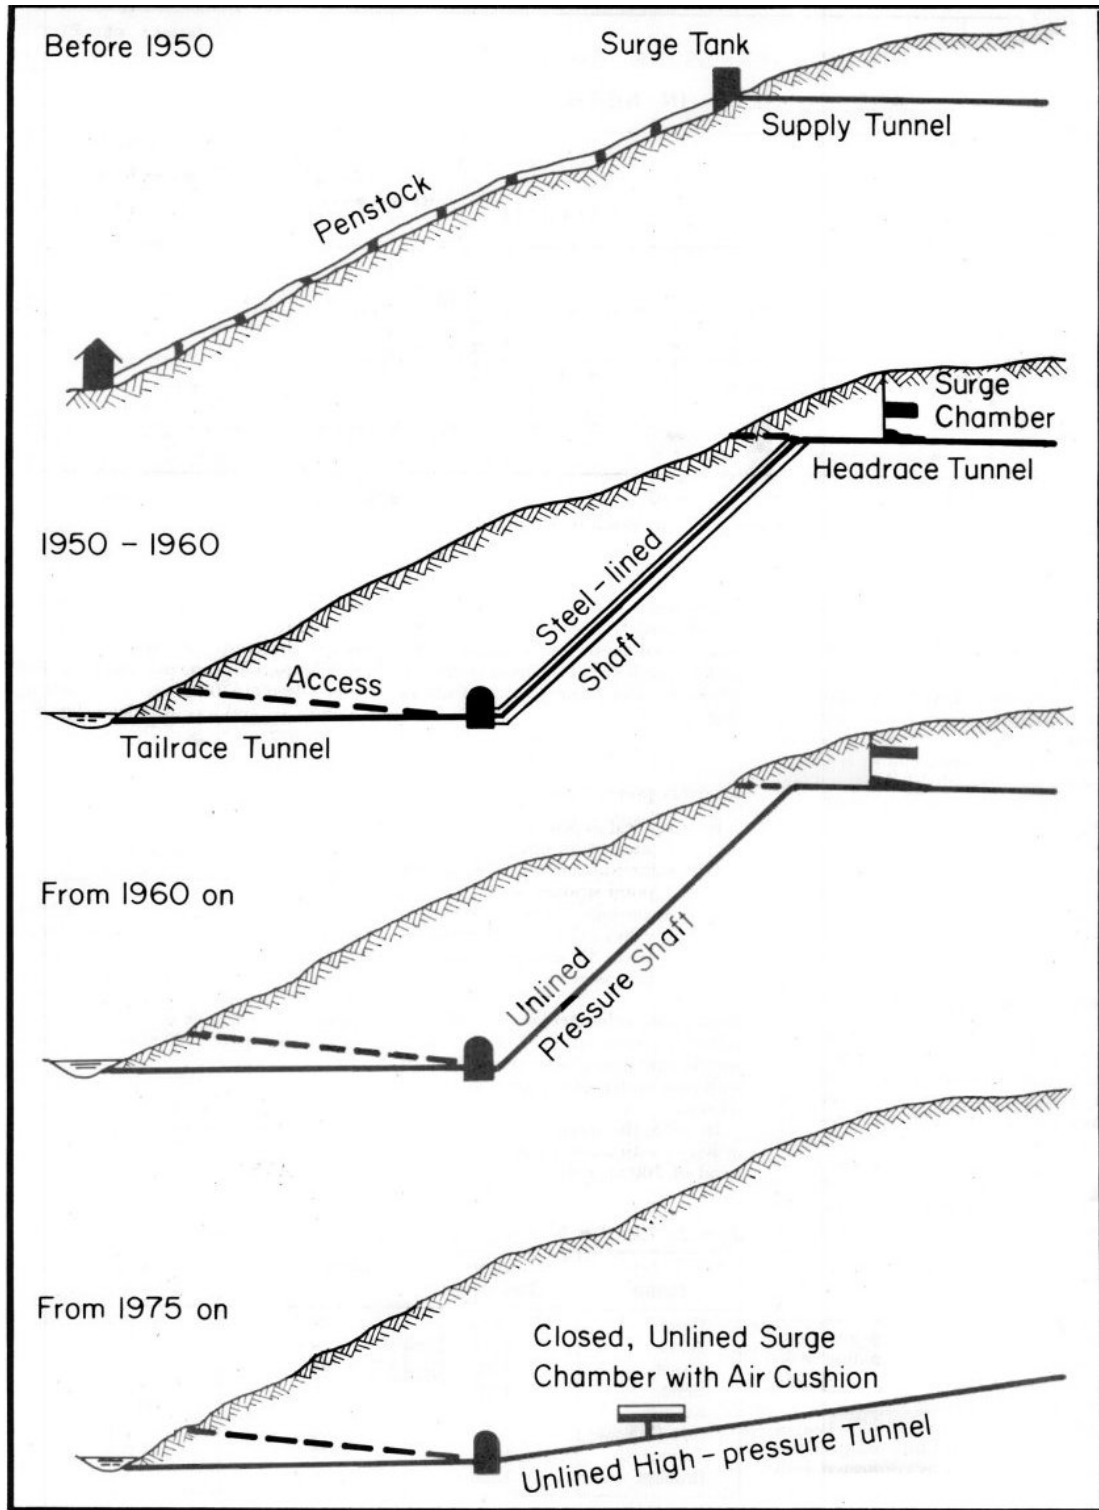 Before 1950
Surge Tank
Supply Tunnel
Penstock
Surge
Chamber
Headrace Tunnel
1950 - 1960
Steel-lined
Shaft
Access
Tailrace Tunnel
From 1960 on
Unlined
Pressure Shaft
From 1975 on
Closed, Unlined Surge
Chamber with Air Cushion
Unlined High-pressure Tunnel